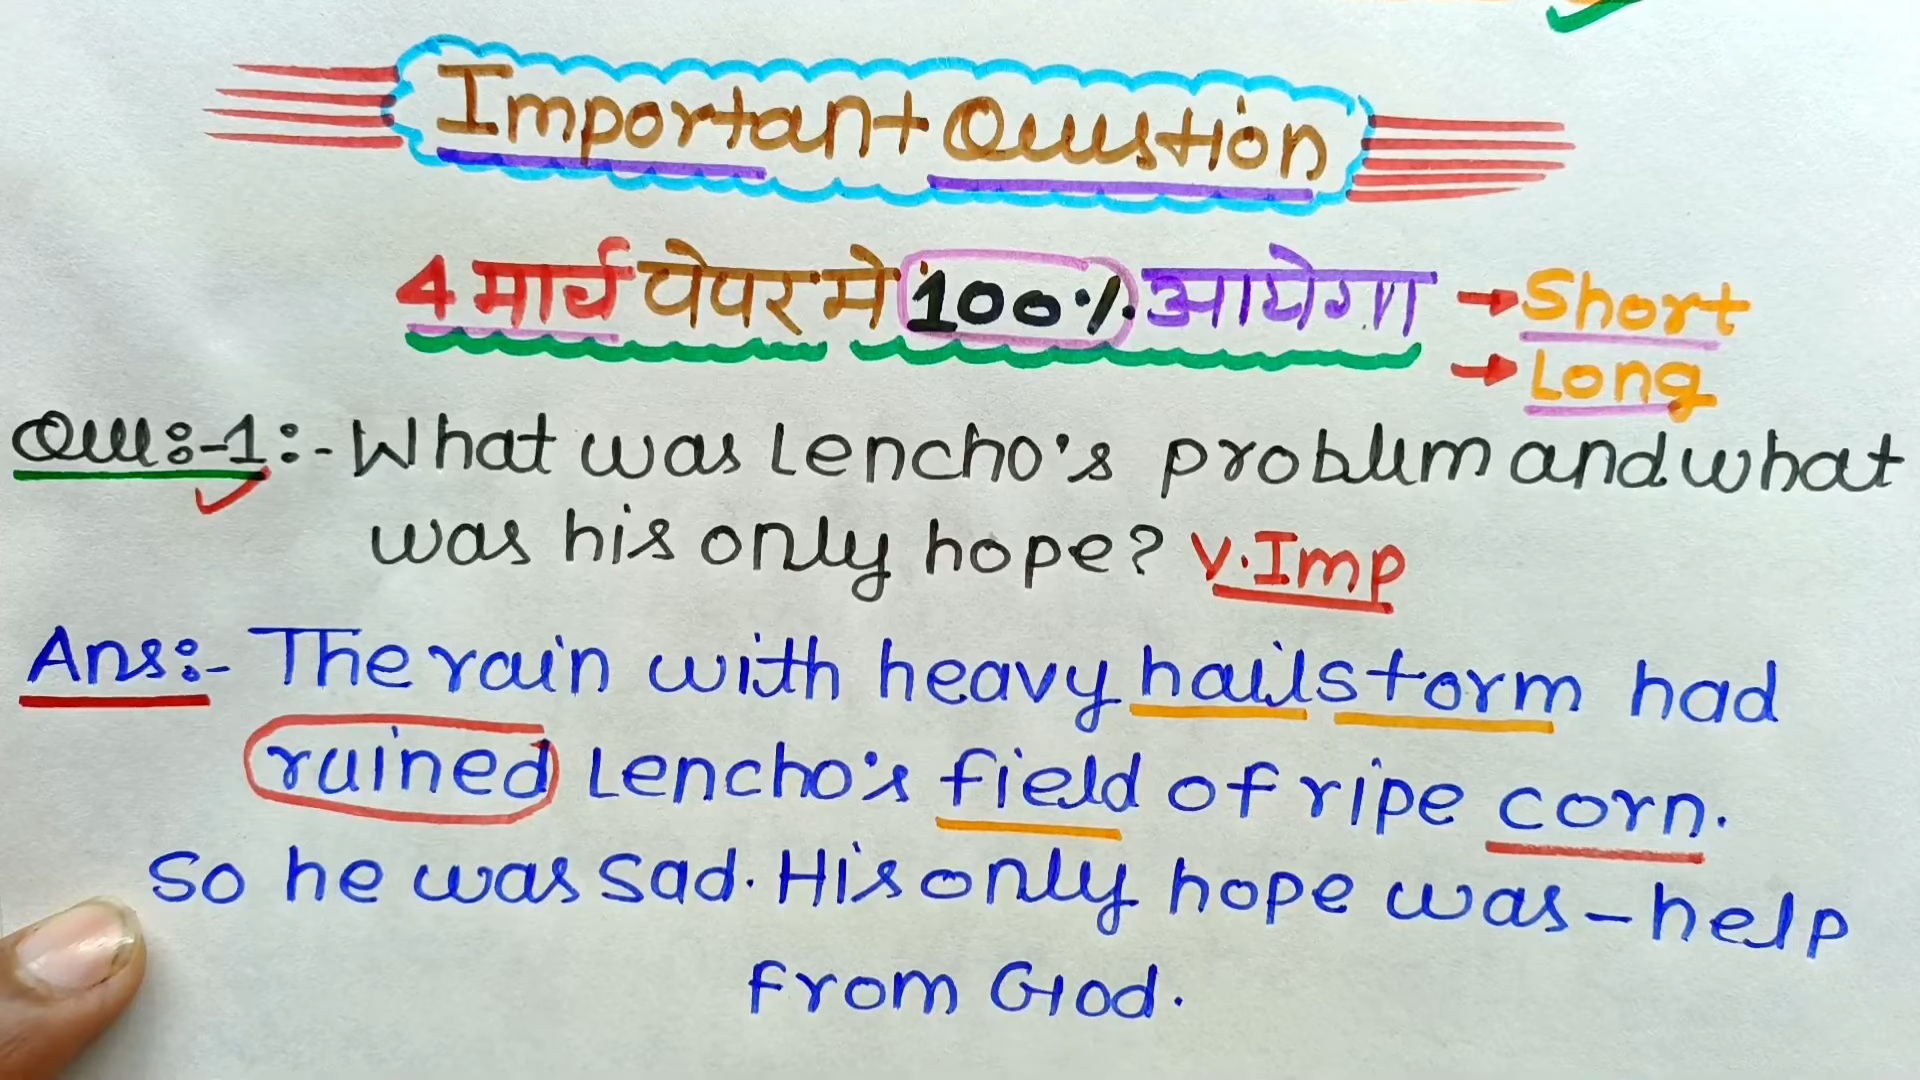 Important Question
4 मार्च पेपर मे 100% आयेगा → Short
→ Long
Que:-1:- What was Lencho's problem and what
was his only hope? V.Imp
Ans:- The rain with heavy hailstorm had
ruined Lencho's field of ripe corn.
So he was sad. His only hope was - help
from God.